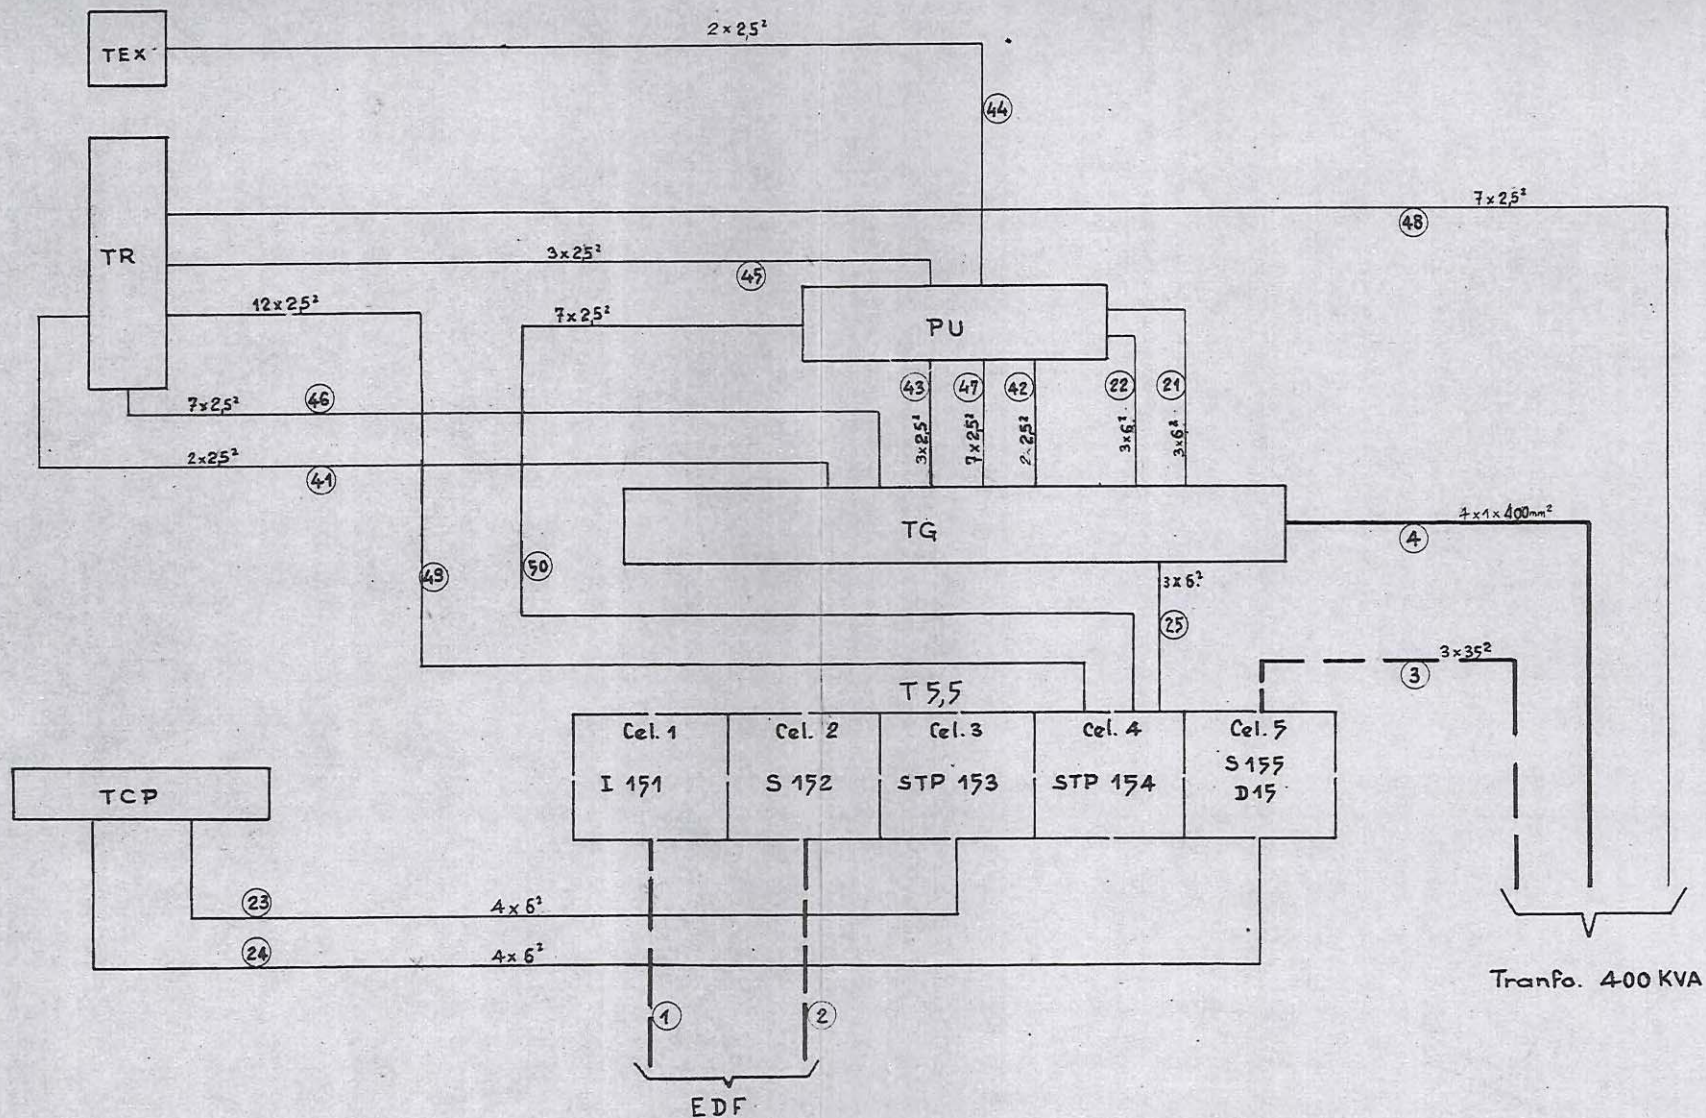 TEX
2 x 2,5²
44
7 x 2,5²
48
TR
3 x 2,5²
45
12 x 2,5²
7 x 2,5²
PU
43
47
42
22
21
3 x 2,5²
7 x 2,5²
2 x 2,5²
3 x 6²
3 x 6²
7 x 2,5²
46
2 x 2,5²
41
TG
1 x 400mm²
4
49
50
3 x 6²
25
3 x 35²
3
T 5,5
Cel. 1
Cel. 2
Cel. 3
Cel. 4
Cel. 5
I 151
S 152
STP 153
STP 154
S 155
D 15
TCP
23
4 x 6²
24
4 x 6²
1
2
Tranfo. 400 KVA
EDF